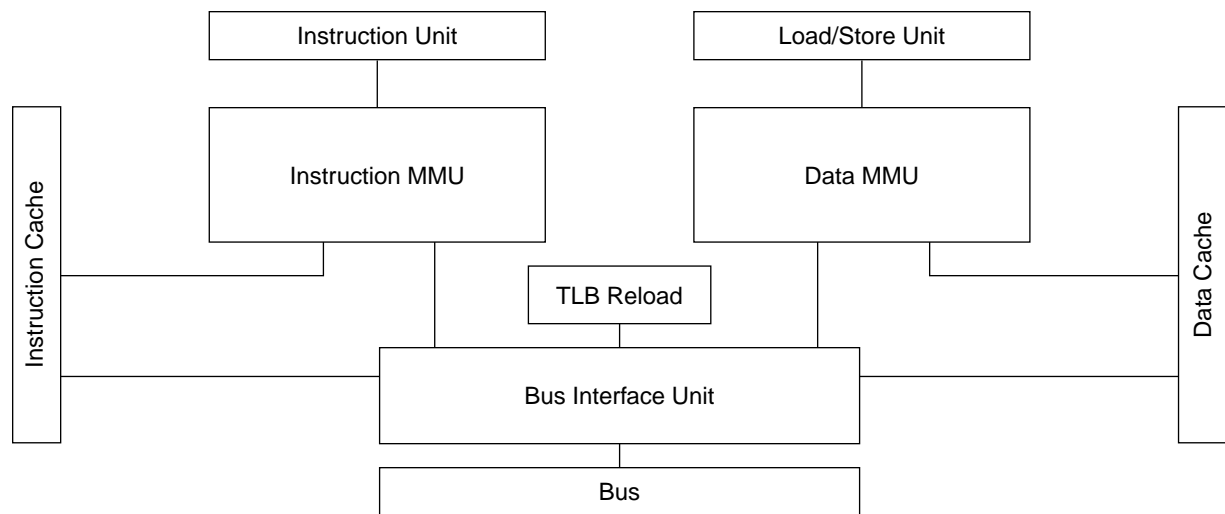 Instruction Unit
Load/Store Unit
Instruction MMU
Data MMU
Instruction Cache
Data Cache
TLB Reload
Bus Interface Unit
Bus